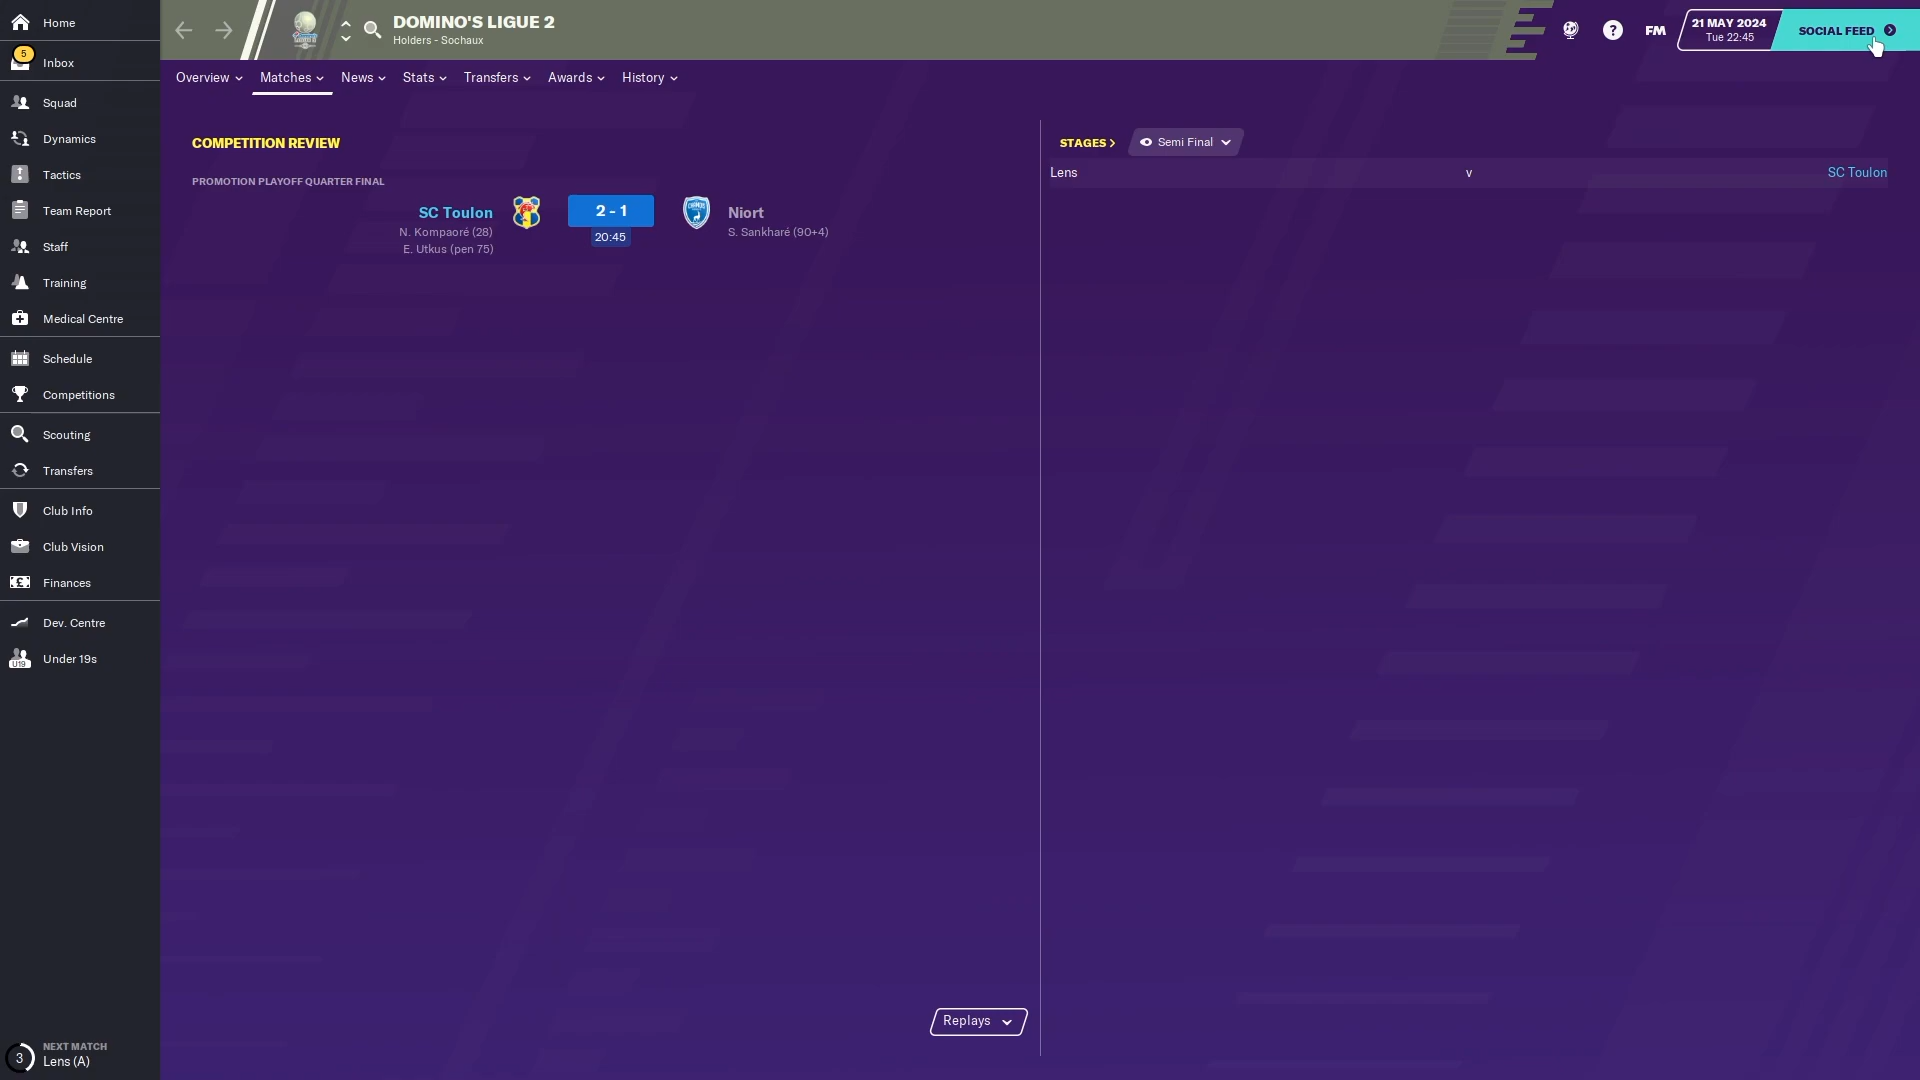 Home
5
Inbox
Squad
Dynamics
Tactics
Team Report
Staff
Training
Medical Centre
Schedule
Competitions
Scouting
Transfers
Club Info
Club Vision
Finances
Dev. Centre
U19
Under 19s
3
NEXT MATCH
Lens (A)
DOMINO'S LIGUE 2
Holders - Sochaux
?
FM
21 MAY 2024
Tue 22:45
SOCIAL FEED
Overview Matches News Stats Transfers Awards History
COMPETITION REVIEW
PROMOTION PLAYOFF QUARTER FINAL
SC Toulon 2 - 1 Niort
N. Kompaoré (28) 20:45 S. Sankharé (90+4)
E. Utkus (pen 75)
Replays
STAGES > Semi Final
Lens v SC Toulon